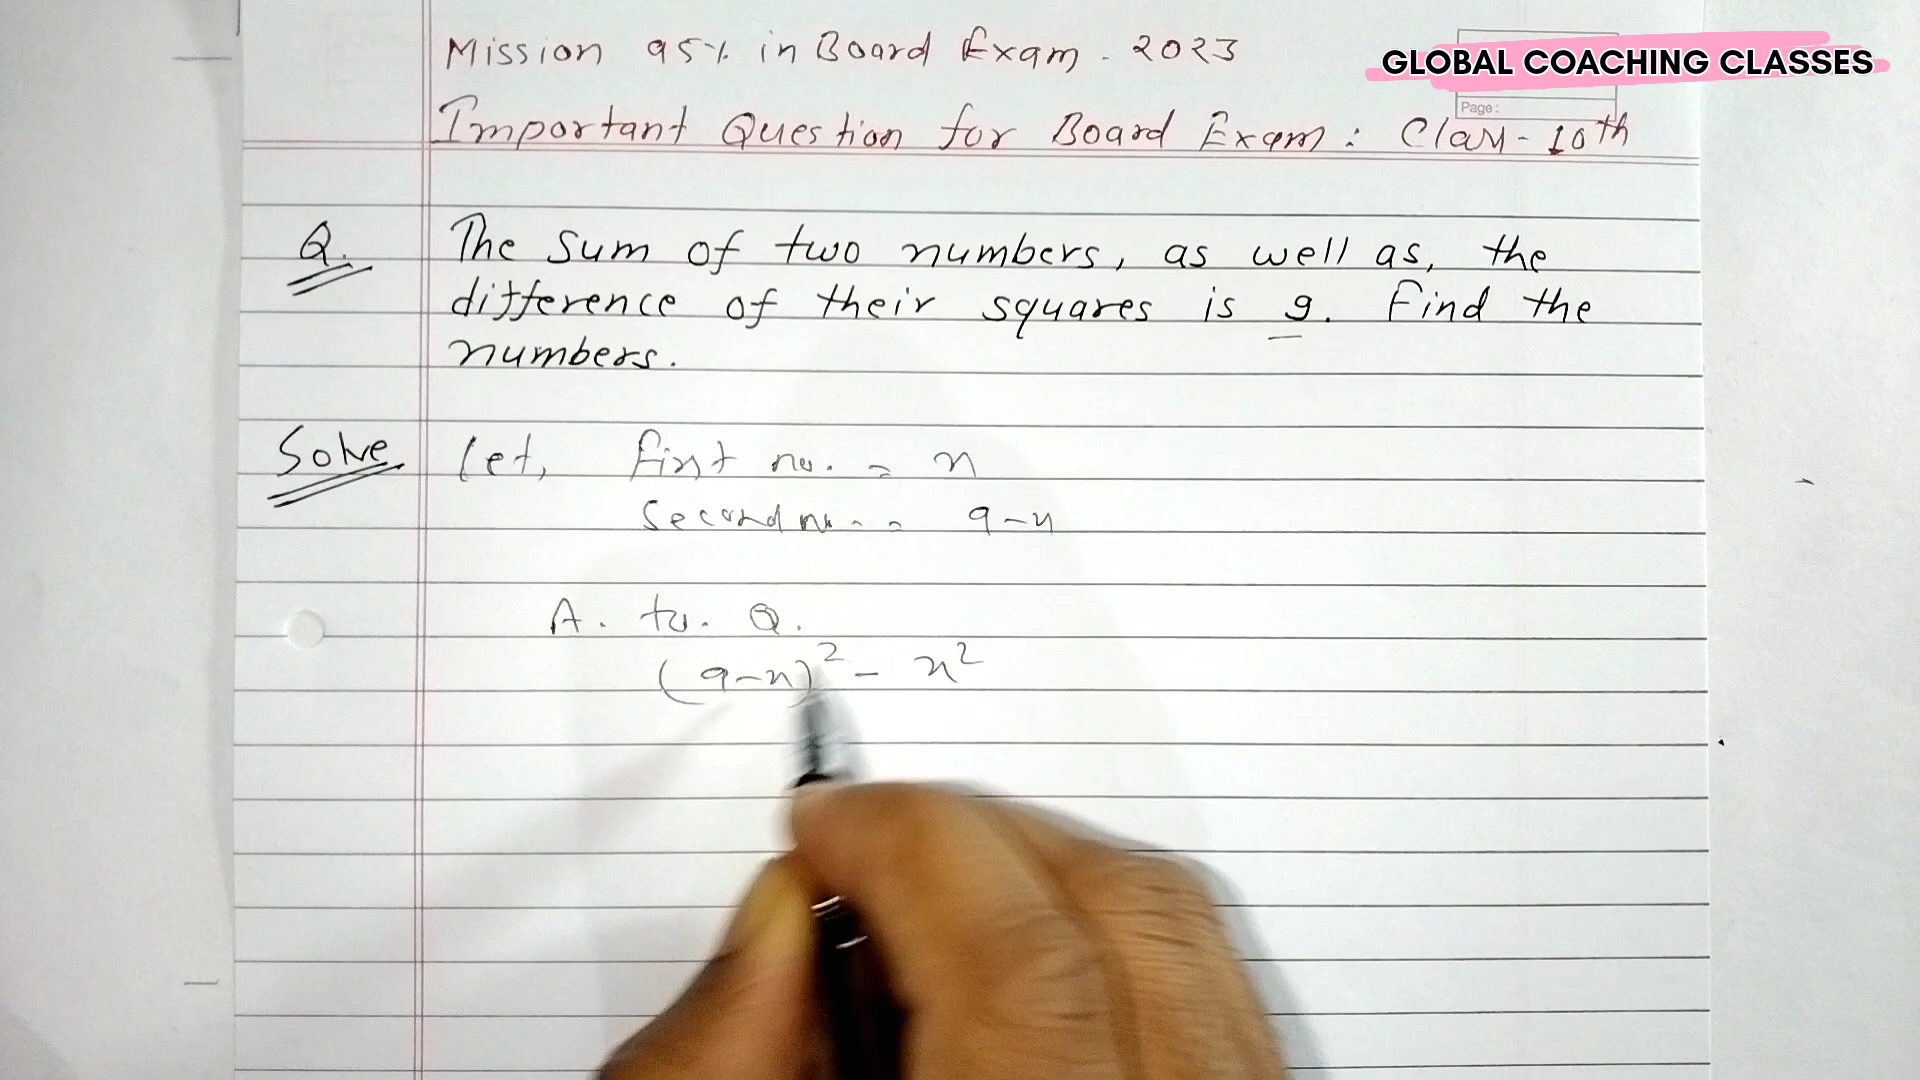 Mission 95% in Board Exam - 2023
GLOBAL COACHING CLASSES
Page :
Important Question for Board Exam : Class - 10th
Q. The sum of two numbers, as well as, the
difference of their squares is 9. Find the
numbers.
Solve Let, first no. = x
Second no. = 9-x
A. to. Q.
(9-x)² - x²